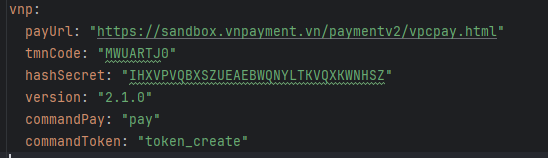 vnp:
payUrl: "https://sandbox.vnpayment.vn/paymentv2/vpcpay.html"
tmnCode: "MWUARTJ0"
hashSecret: "IHXVPVQBXSZUEAEBWQNYLTKVQXKWNHSZ"
version: "2.1.0"
commandPay: "pay"
commandToken: "token_create"